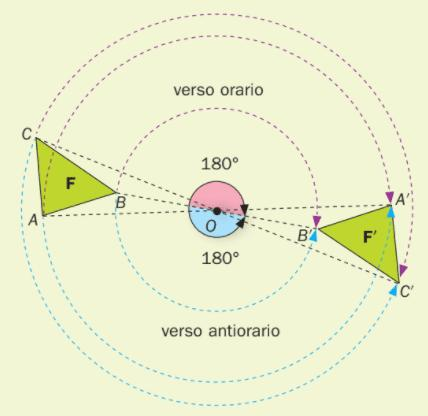 verso orario
C
180°
F
B
A
A'
O
B'
F'
180°
C'
verso antiorario